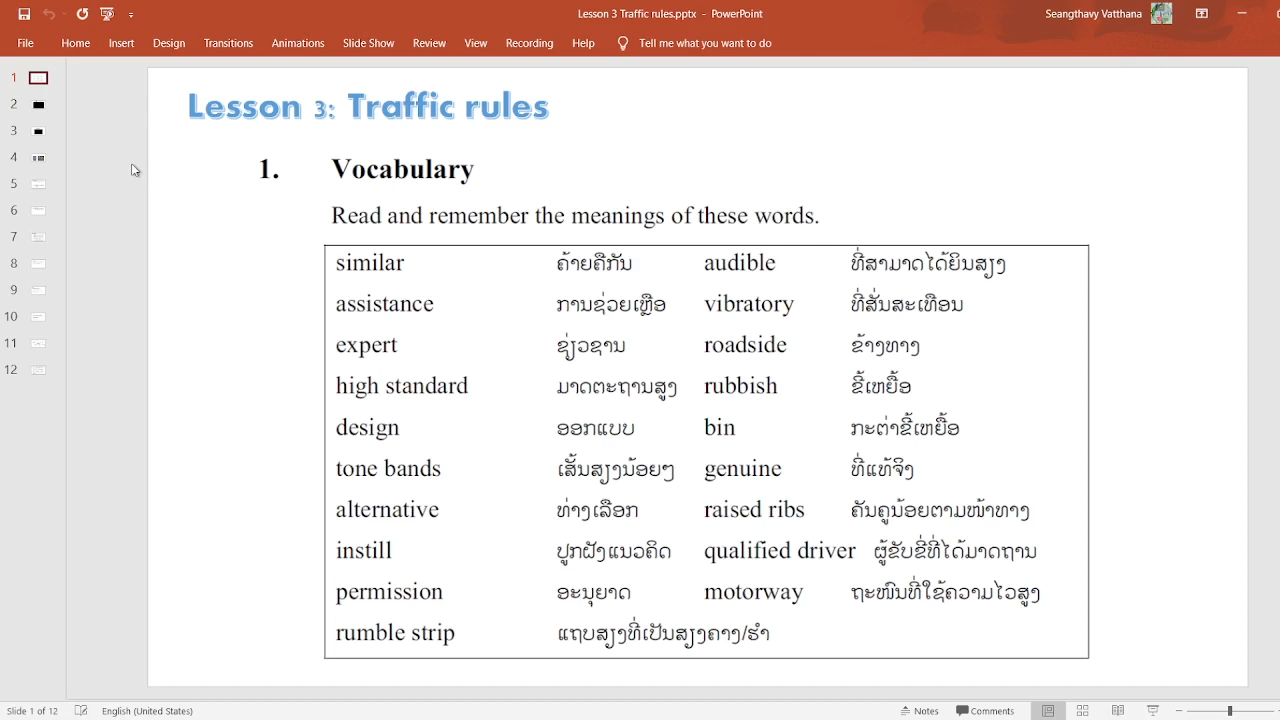 Lesson 3 Traffic rules.pptx - PowerPoint
Seangthavy Vatthana
File Home Insert Design Transitions Animations Slide Show Review View Recording Help Tell me what you want to do
1
2
3
4
5
6
7
8
9
10
11
12
Lesson 3: Traffic rules
1. Vocabulary
Read and remember the meanings of these words.
similar ຄ້າຍຄືກັນ audible ທີ່ສາມາດໄດ້ຍິນສຽງ
assistance ການຊ່ວຍເຫຼືອ vibratory ທີ່ສັ່ນສະເທືອນ
expert ຊ່ຽວຊານ roadside ຂ້າງທາງ
high standard ມາດຕະຖານສູງ rubbish ຂີ້ເຫຍື້ອ
design ອອກແບບ bin ກະຕ່າຂີ້ເຫຍື້ອ
tone bands ເສັ້ນສຽງນ້ອຍໆ genuine ທີ່ແທ້ຈິງ
alternative ທ່າງເລືອກ raised ribs ຄັນຄູນ້ອຍຕາມໜ້າທາງ
instill ປູກຝັງແນວຄິດ qualified driver ຜູ້ຂັບຂີ່ທີ່ໄດ້ມາດຖານ
permission ອະນຸຍາດ motorway ຖະໜົນທີ່ໃຊ້ຄວາມໄວສູງ
rumble strip ແຖບສຽງທີ່ເປັນສຽງຄາງ/ຮໍາ
Slide 1 of 12 English (United States) Notes Comments